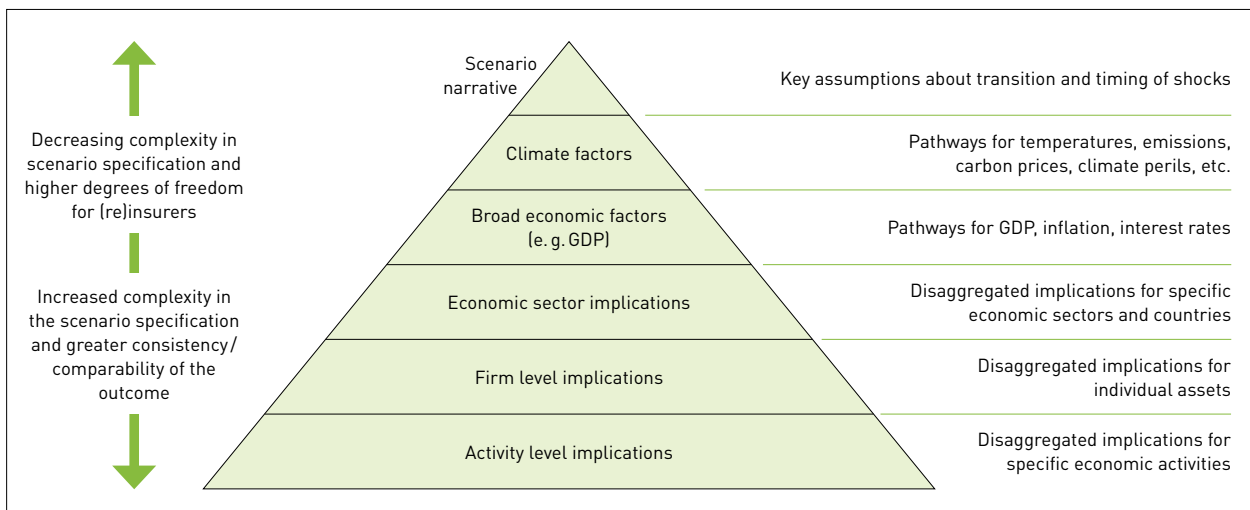 Decreasing complexity in
scenario specification and
higher degrees of freedom
for (re)insurers
Increased complexity in
the scenario specification
and greater consistency/
comparability of the
outcome
Scenario
narrative
Key assumptions about transition and timing of shocks
Climate factors
Pathways for temperatures, emissions,
carbon prices, climate perils, etc.
Broad economic factors
(e. g. GDP)
Pathways for GDP, inflation, interest rates
Economic sector implications
Disaggregated implications for specific
economic sectors and countries
Firm level implications
Disaggregated implications for
individual assets
Activity level implications
Disaggregated implications for
specific economic activities